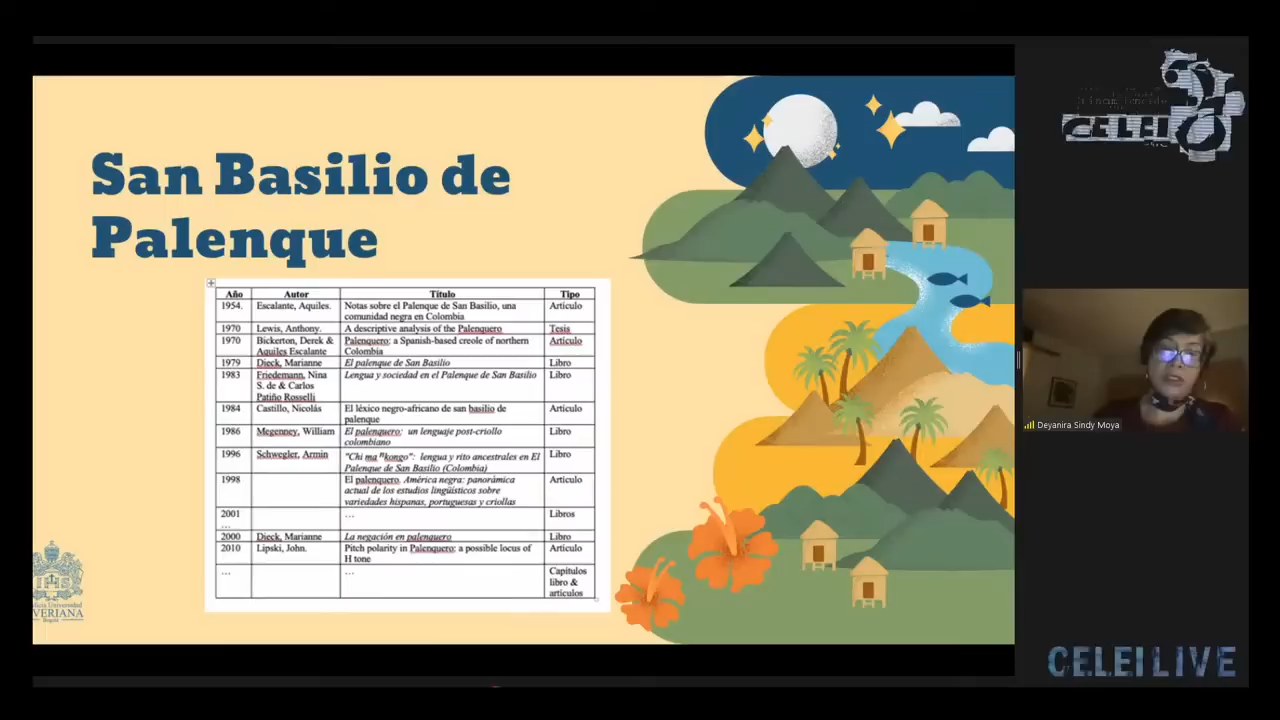 San Basilio de
Palenque
Año Autor Título Tipo
1954. Escalante, Aquiles. Notas sobre el Palenque de San Basilio, una Artículo
comunidad negra en Colombia
1970 Lewis, Anthony. A descriptive analysis of the Palenquero Tesis
1970 Bickerton, Derek & Palenquero: a Spanish-based creole of northern Artículo
Aquiles Escalante Colombia
1979 Dieck, Marianne El palenque de San Basilio Libro
1983 Friedemann, Nina Lengua y sociedad en el Palenque de San Basilio Libro
S. de & Carlos
Patiño Rosselli
1984 Castillo, Nicolás El léxico negro-africano de san basilio de Artículo
palenque
1986 Megenney, William El palenquero: un lenguaje post-criollo Libro
colombiano
1996 Schwegler, Armin "Chi ma nkongo": lengua y rito ancestrales en El Libro
Palenque de San Basilio (Colombia)
1998 El palenquero. América negra: panorámica Artículo
actual de los estudios lingüísticos sobre
variedades hispanas, portuguesas y criollas
2001 ... Libros
...
2000 Dieck, Marianne La negación en palenquero Libro
2010 Lipski, John. Pitch polarity in Palenquero: a possible locus of Artículo
H tone
... ... Capítulos
libro &
artículos
IHS
VERIANA
Bogotá
CELEI
Deyanira Sindy Moya
CELEI LIVE